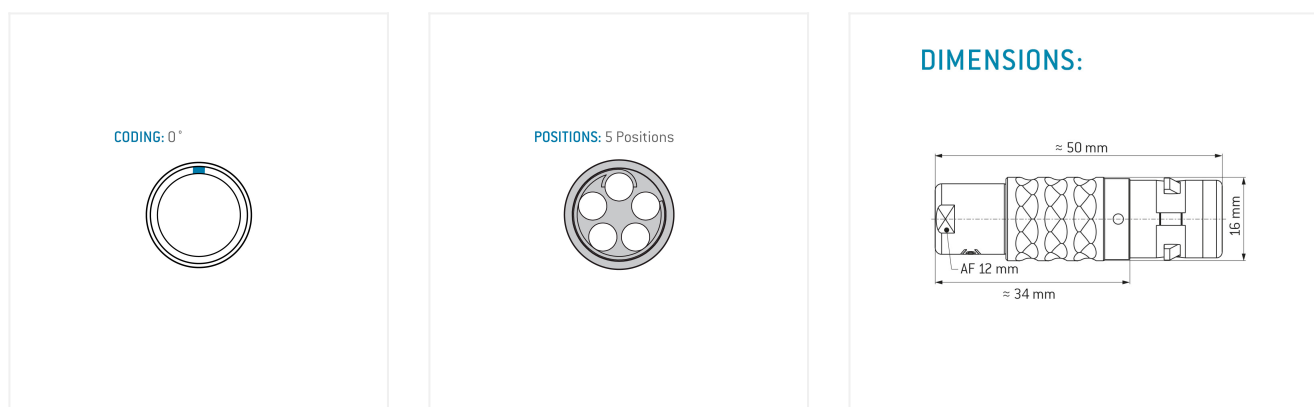 CODING: 0°
POSITIONS: 5 Positions
DIMENSIONS:
≈ 50 mm
16 mm
AF 12 mm
≈ 34 mm